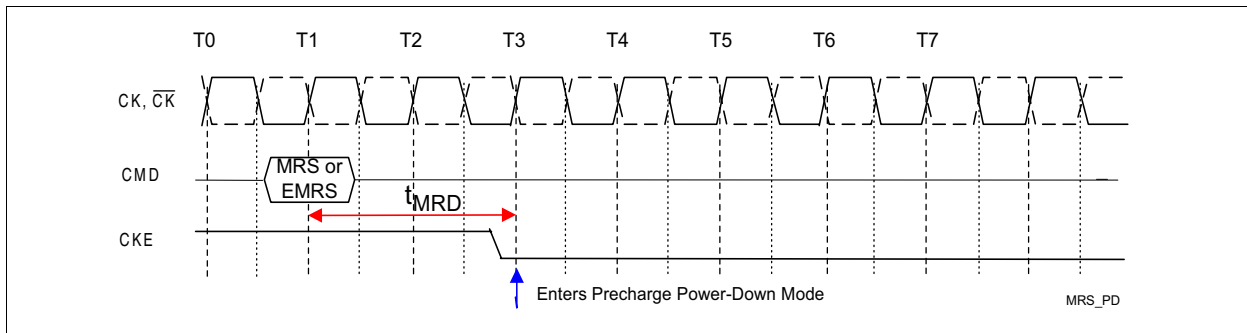 T0 T1 T2 T3 T4 T5 T6 T7
CK, C̅K̅
CMD
MRS or
EMRS
tMRD
CKE
Enters Precharge Power-Down Mode
MRS_PD